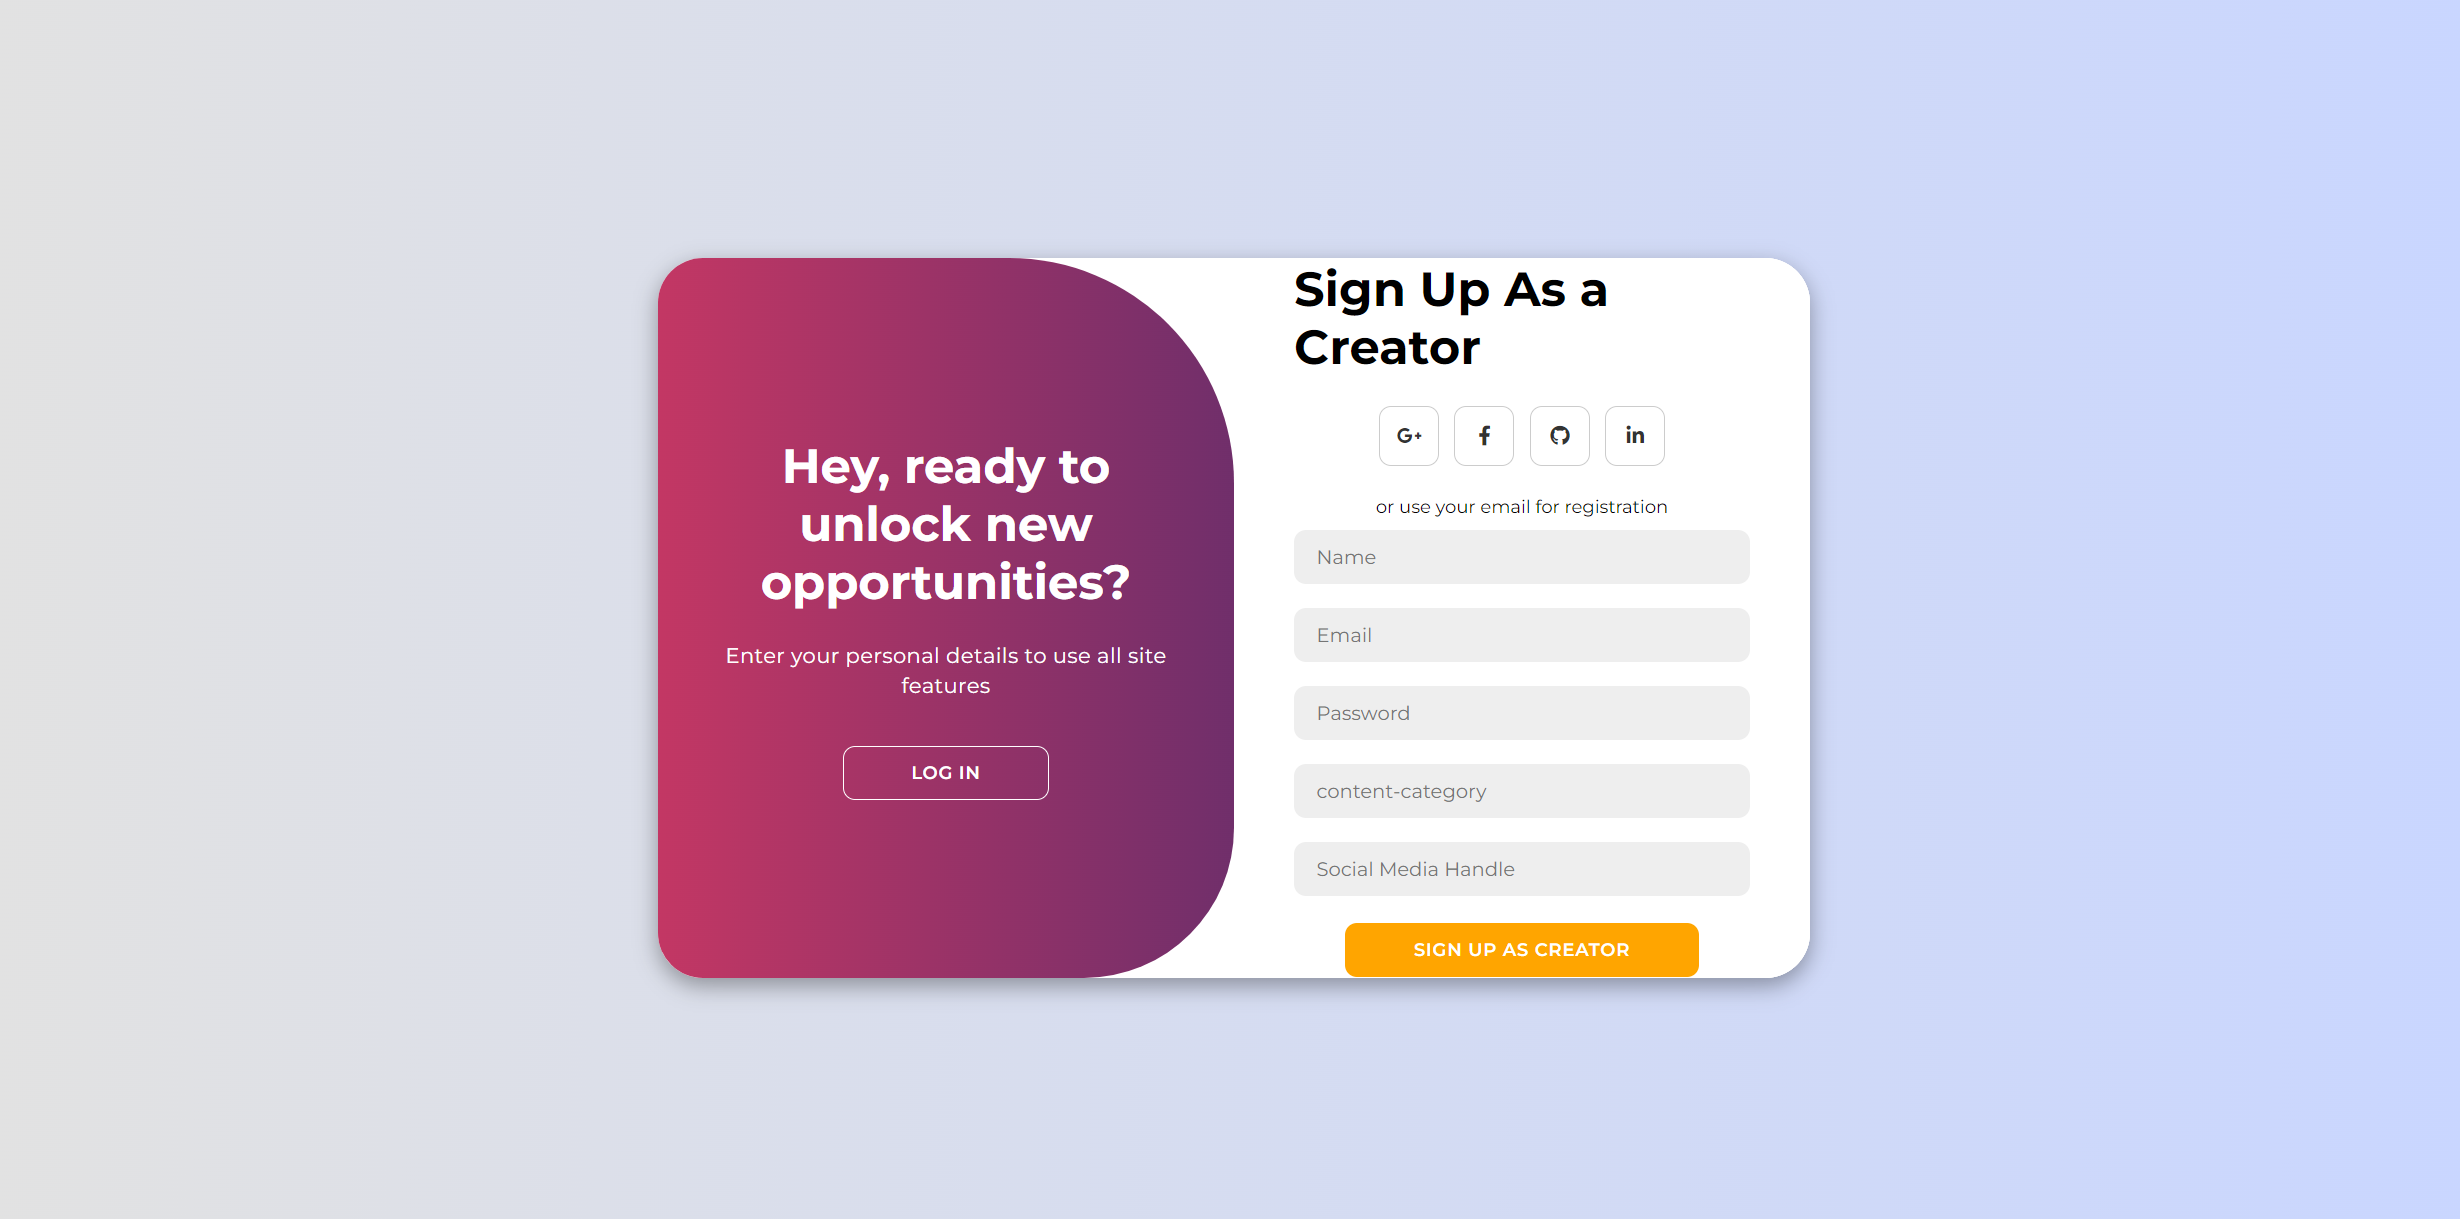 Hey, ready to
unlock new
opportunities?
Enter your personal details to use all site
features
LOG IN
Sign Up As a
Creator
G+ f in
or use your email for registration
Name
Email
Password
content-category
Social Media Handle
SIGN UP AS CREATOR